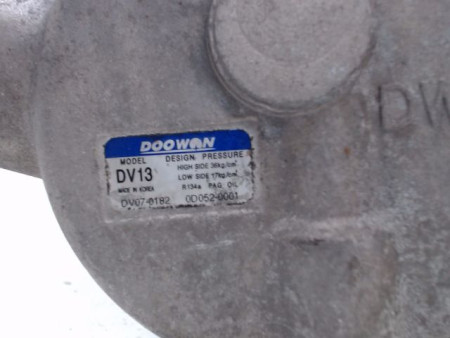 DOOWON
MODEL DESIGN PRESSURE
DV13 HIGH SIDE 36kg/cm²
LOW SIDE 17kg/cm²
MADE IN KOREA R134a PAG OIL
DV07-0182 0D052-0001
DW